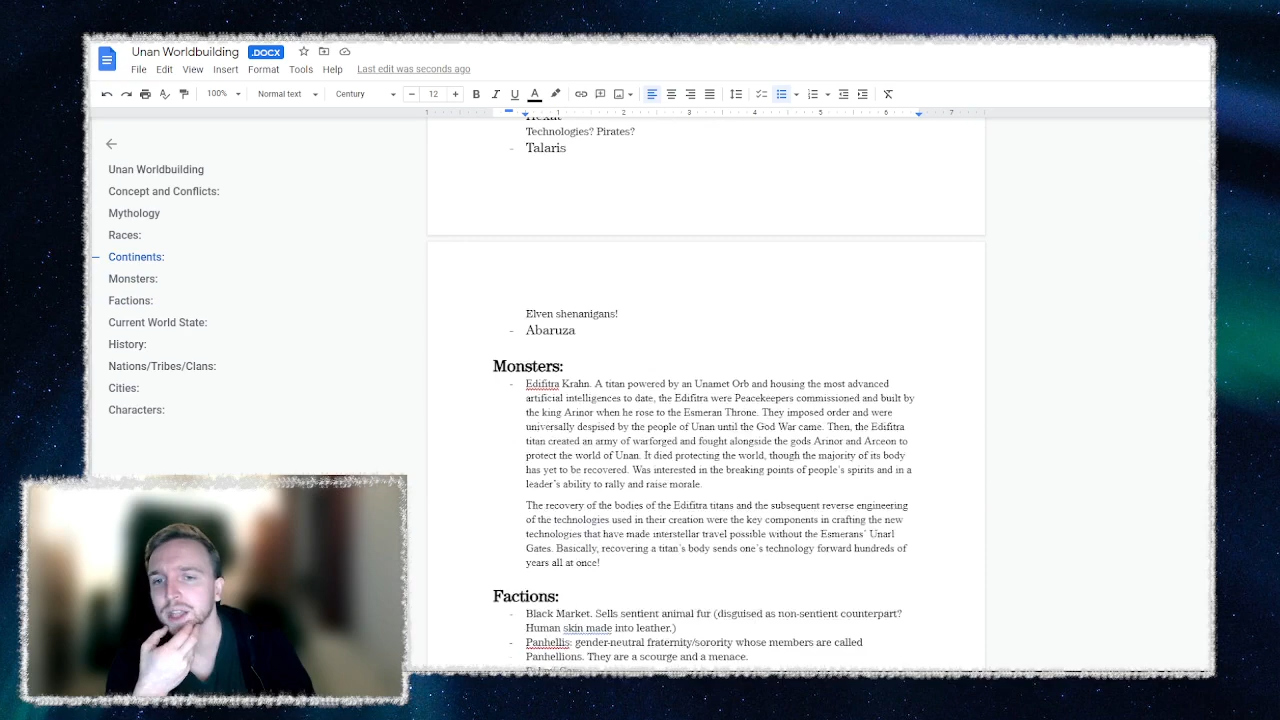 Unan Worldbuilding .DOCX
File Edit View Insert Format Tools Help Last edit was seconds ago
100% Normal text Century 12 B I U A
1 1 2 3 4 5 6 7
Unan Worldbuilding
Concept and Conflicts:
Mythology
Races:
Continents:
Monsters:
Factions:
Current World State:
History:
Nations/Tribes/Clans:
Cities:
Characters:
Technologies? Pirates?
- Talaris
Elven shenanigans!
- Abaruza
Monsters:
- Edifitra Krahn. A titan powered by an Unamet Orb and housing the most advanced
artificial intelligences to date, the Edifitra were Peacekeepers commissioned and built by
the king Arinor when he rose to the Esmeran Throne. They imposed order and were
universally despised by the people of Unan until the God War came. Then, the Edifitra
titan created an army of warforged and fought alongside the gods Arinor and Arceon to
protect the world of Unan. It died protecting the world, though the majority of its body
has yet to be recovered. Was interested in the breaking points of people's spirits and in a
leader's ability to rally and raise morale.
The recovery of the bodies of the Edifitra titans and the subsequent reverse engineering
of the technologies used in their creation were the key components in crafting the new
technologies that have made interstellar travel possible without the Esmerans' Unarl
Gates. Basically, recovering a titan's body sends one's technology forward hundreds of
years all at once!
Factions:
- Black Market. Sells sentient animal fur (disguised as non-sentient counterpart?
Human skin made into leather.)
- Panhellis: gender-neutral fraternity/sorority whose members are called
- Panhellions. They are a scourge and a menace.